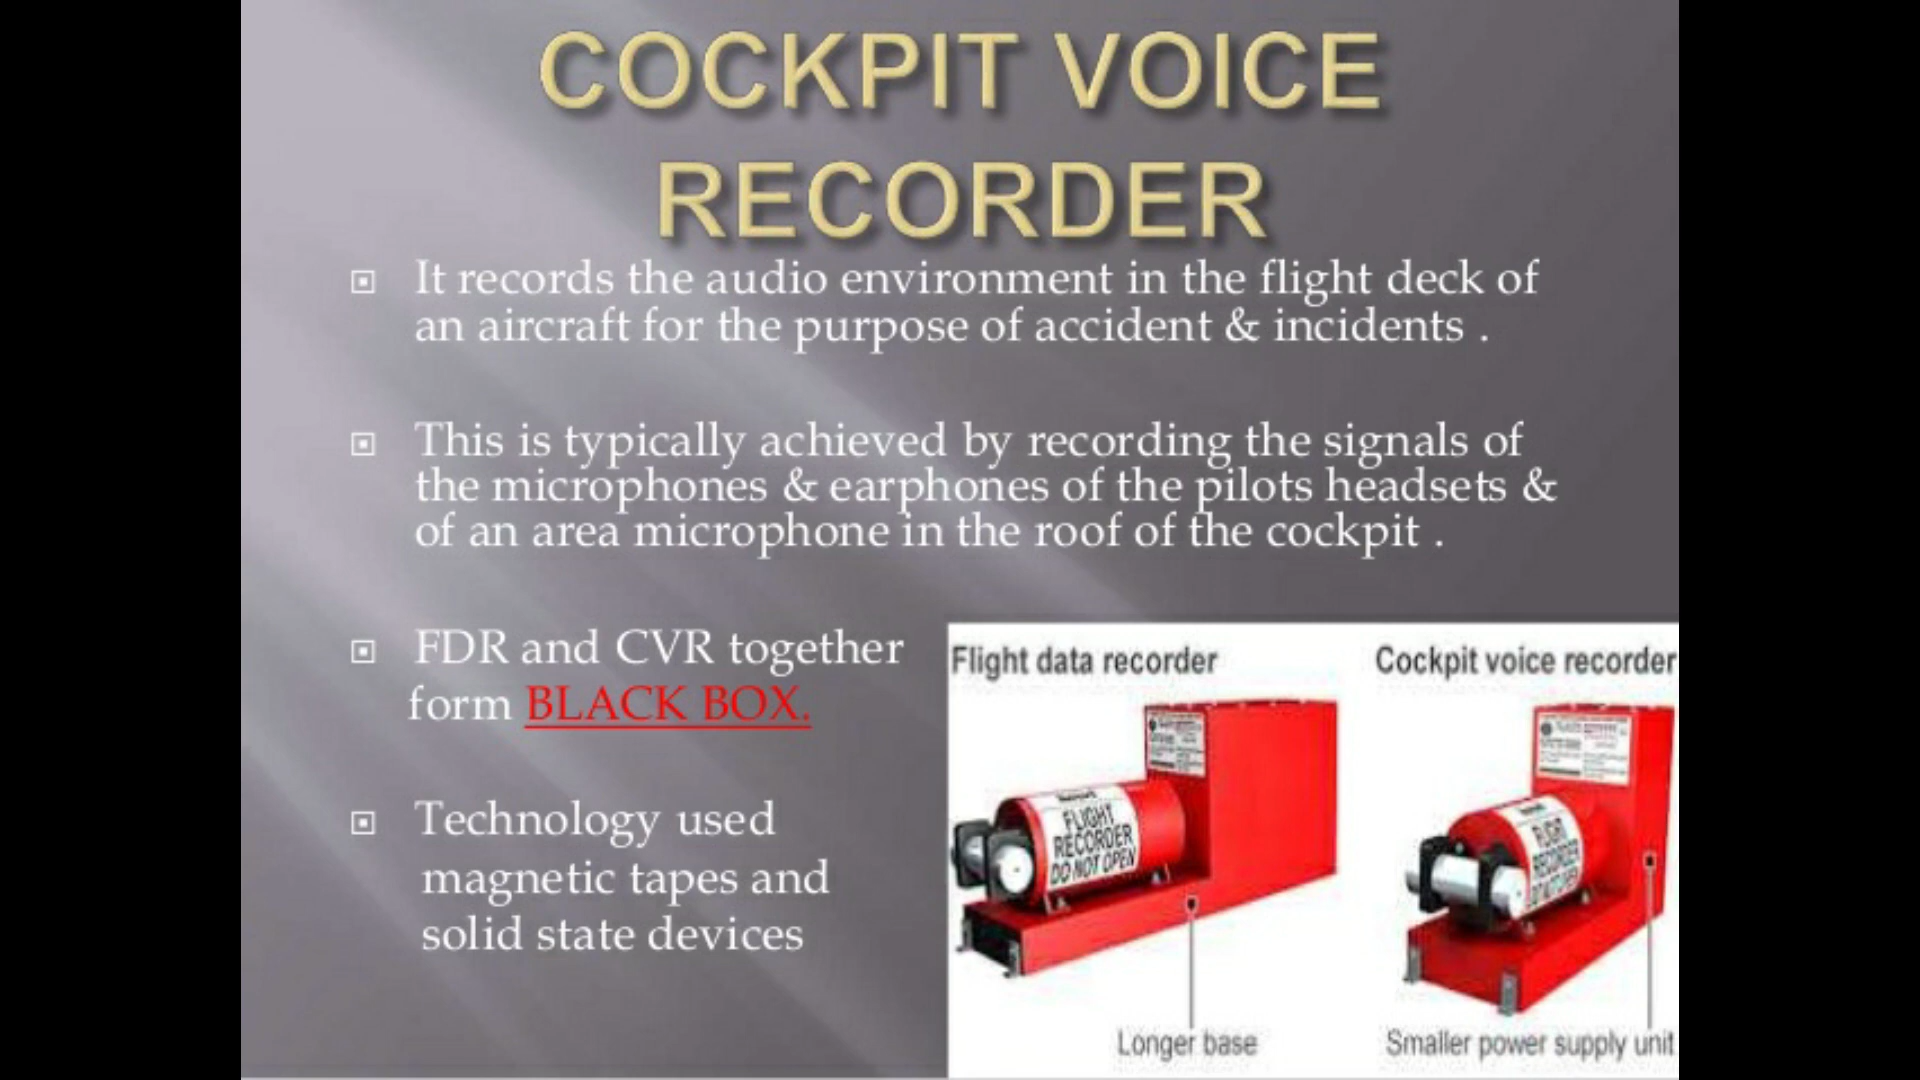 COCKPIT VOICE
RECORDER
It records the audio environment in the flight deck of
an aircraft for the purpose of accident & incidents .
This is typically achieved by recording the signals of
the microphones & earphones of the pilots headsets &
of an area microphone in the roof of the cockpit .
FDR and CVR together
form BLACK BOX.
Technology used
magnetic tapes and
solid state devices
Flight data recorder
FLIGHT
RECORDER
DO NOT OPEN
Longer base
Cockpit voice recorder
FLIGHT
RECORDER
DO NOT OPEN
Smaller power supply unit